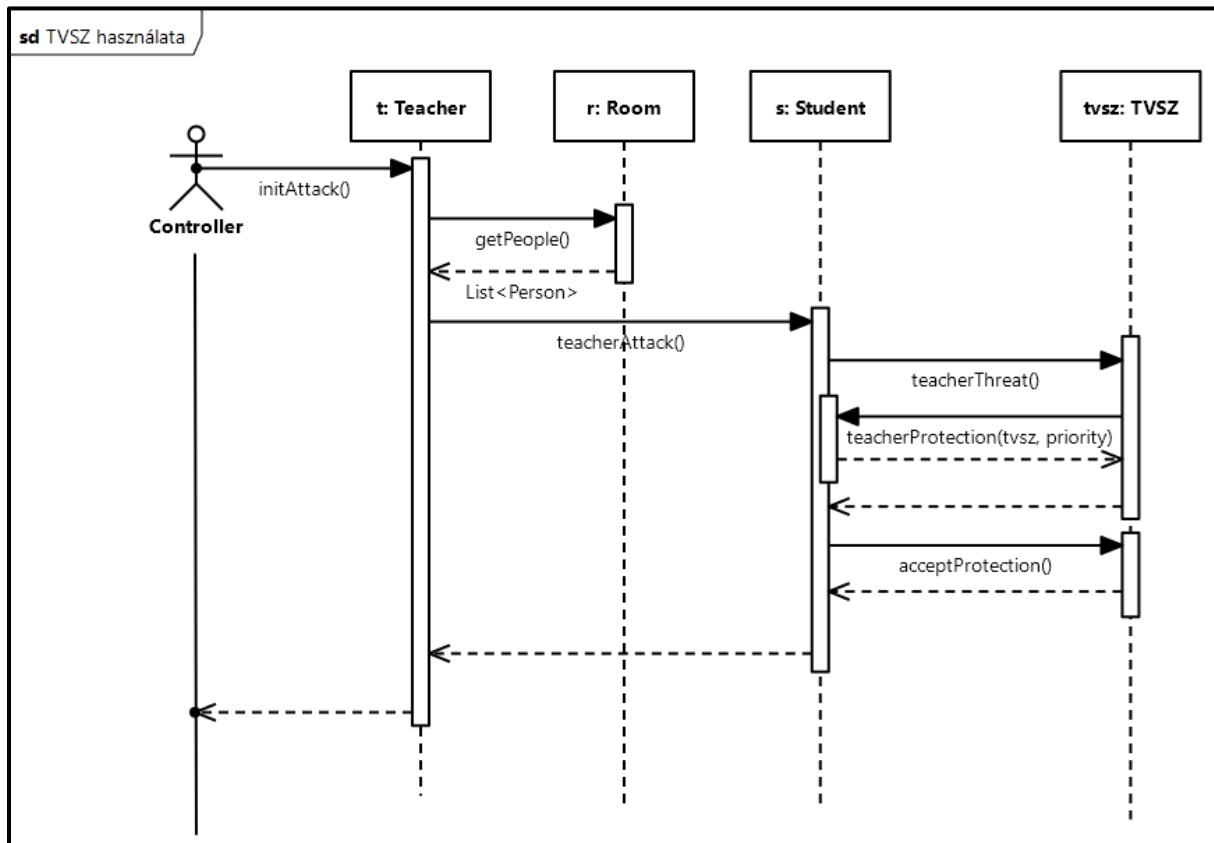 sd TVSZ használata
t: Teacher
r: Room
s: Student
tvsz: TVSZ
Controller
initAttack()
getPeople()
List<Person>
teacherAttack()
teacherThreat()
teacherProtection(tvsz, priority)
acceptProtection()